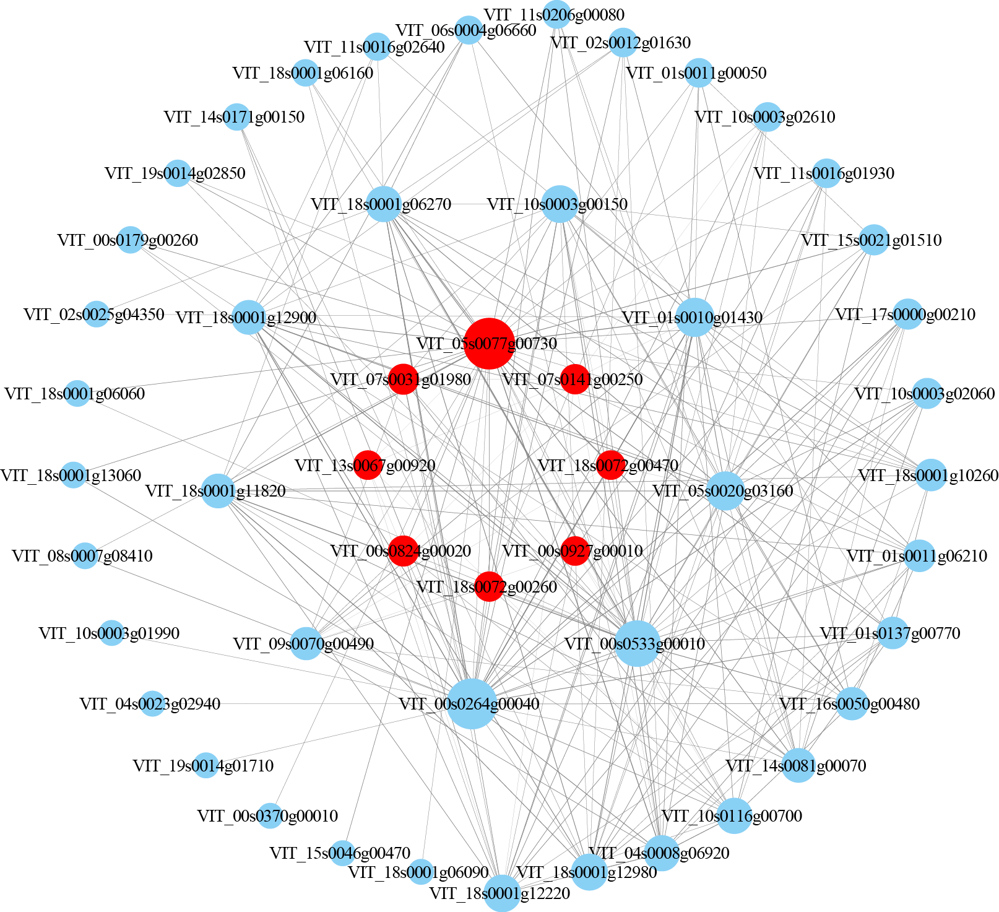 VIT_11s0206g00080
VIT_06s0004g06660
VIT_02s0012g01630
VIT_11s0016g02640
VIT_18s0001g06160
VIT_01s0011g00050
VIT_14s0171g00150
VIT_10s0003g02610
VIT_19s0014g02850
VIT_11s0016g01930
VIT_18s0001g06270
VIT_10s0003g00150
VIT_00s0179g00260
VIT_15s0021g01510
VIT_02s0025g04350
VIT_18s0001g12900
VIT_01s0010g01430
VIT_17s0000g00210
VIT_05s0077g00730
VIT_07s0031g01980
VIT_07s0141g00250
VIT_18s0001g06060
VIT_10s0003g02060
VIT_13s0067g00920
VIT_18s0072g00470
VIT_18s0001g13060
VIT_18s0001g10260
VIT_18s0001g11820
VIT_05s0020g03160
VIT_00s0824g00020
VIT_00s0927g00010
VIT_08s0007g08410
VIT_01s0011g06210
VIT_18s0072g00260
VIT_10s0003g01990
VIT_01s0137g00770
VIT_09s0070g00490
VIT_00s0533g00010
VIT_04s0023g02940
VIT_00s0264g00040
VIT_16s0050g00480
VIT_19s0014g01710
VIT_14s0081g00070
VIT_00s0370g00010
VIT_10s0116g00700
VIT_15s0046g00470
VIT_04s0008g06920
VIT_18s0001g06090
VIT_18s0001g12980
VIT_18s0001g12220